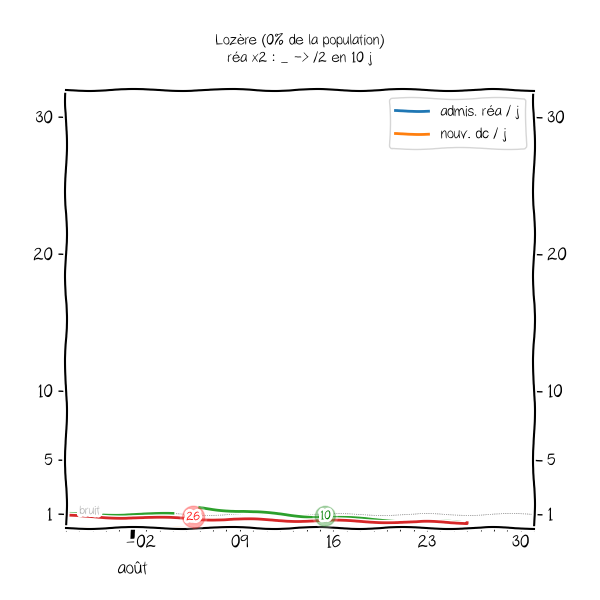 Lozère (0% de la population)
réa x2 : _ -> /2 en 10 j
admis. réa / j
nouv. dc / j
30
30
20
20
10
10
5
5
1
bruit
26
10
1
02
09
16
23
30
août